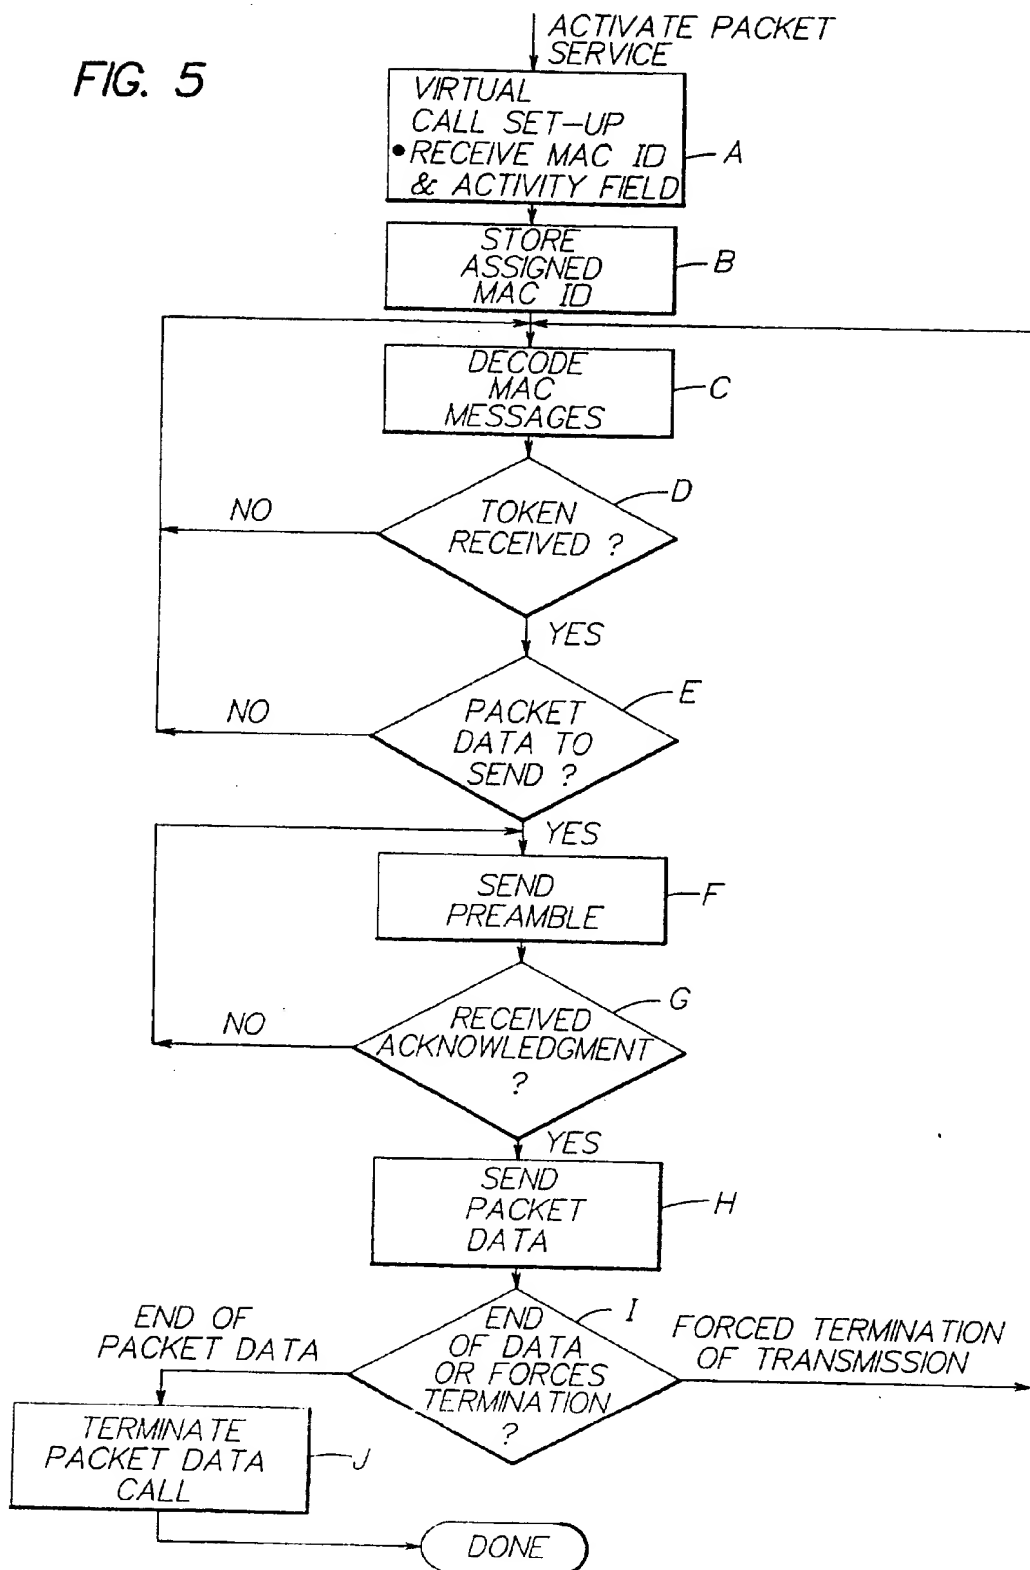 FIG. 5
ACTIVATE PACKET
SERVICE
VIRTUAL
CALL SET-UP
•RECEIVE MAC ID
& ACTIVITY FIELD
A
STORE
ASSIGNED
MAC ID
B
DECODE
MAC
MESSAGES
C
TOKEN
RECEIVED ?
D
NO
YES
PACKET
DATA TO
SEND ?
E
NO
YES
SEND
PREAMBLE
F
RECEIVED
ACKNOWLEDGMENT
?
G
NO
YES
SEND
PACKET
DATA
H
END
OF DATA
OR FORCES
TERMINATION
?
I
END OF
PACKET DATA
FORCED TERMINATION
OF TRANSMISSION
TERMINATE
PACKET DATA
CALL
J
DONE